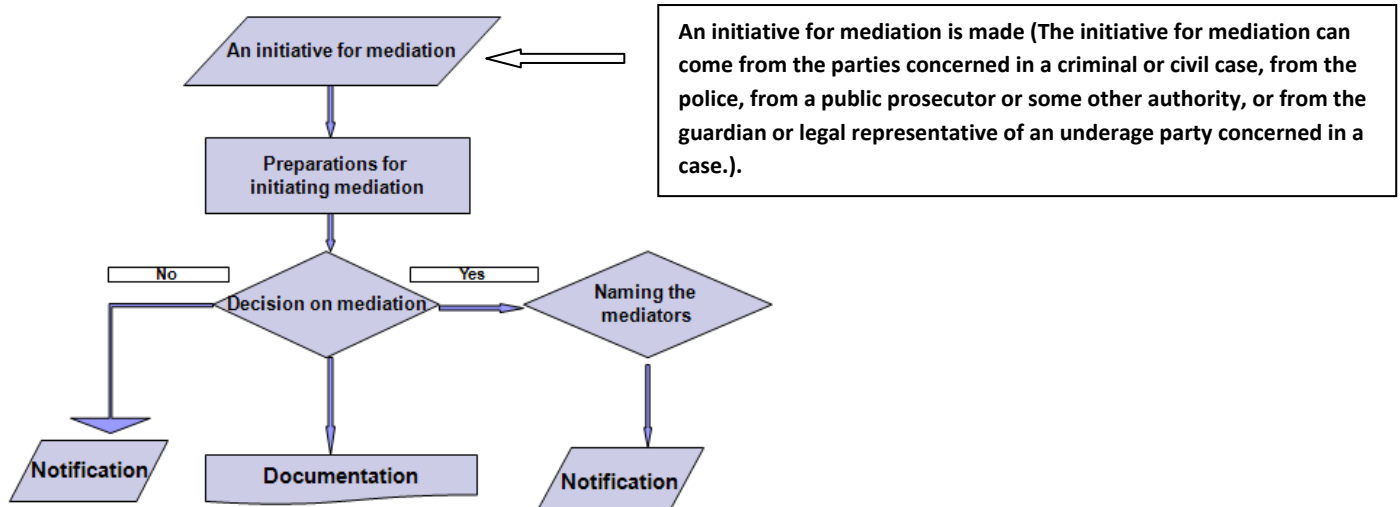 An initiative for mediation
An initiative for mediation is made (The initiative for mediation can
come from the parties concerned in a criminal or civil case, from the
police, from a public prosecutor or some other authority, or from the
guardian or legal representative of an underage party concerned in a
case.).
Preparations for
initiating mediation
No
Yes
Decision on mediation
Naming the
mediators
Notification
Documentation
Notification